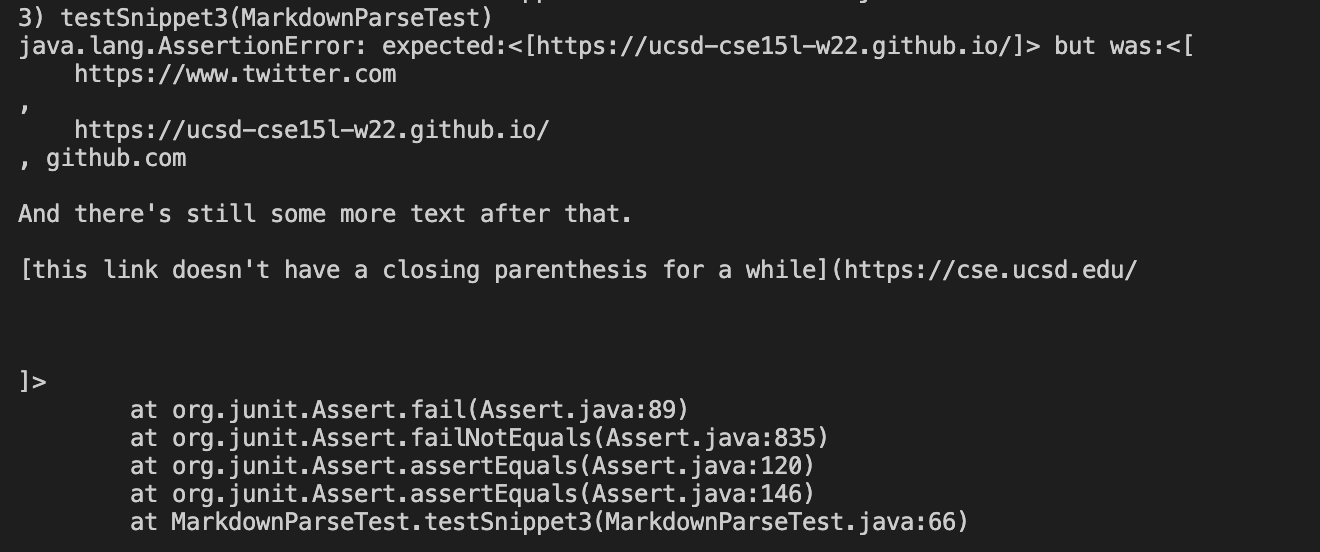 3) testSnippet3(MarkdownParseTest)
java.lang.AssertionError: expected:<[https://ucsd-cse15l-w22.github.io/]> but was:<[
    https://www.twitter.com
,
    https://ucsd-cse15l-w22.github.io/
, github.com

And there's still some more text after that.

[this link doesn't have a closing parenthesis for a while](https://cse.ucsd.edu/



]>
        at org.junit.Assert.fail(Assert.java:89)
        at org.junit.Assert.failNotEquals(Assert.java:835)
        at org.junit.Assert.assertEquals(Assert.java:120)
        at org.junit.Assert.assertEquals(Assert.java:146)
        at MarkdownParseTest.testSnippet3(MarkdownParseTest.java:66)